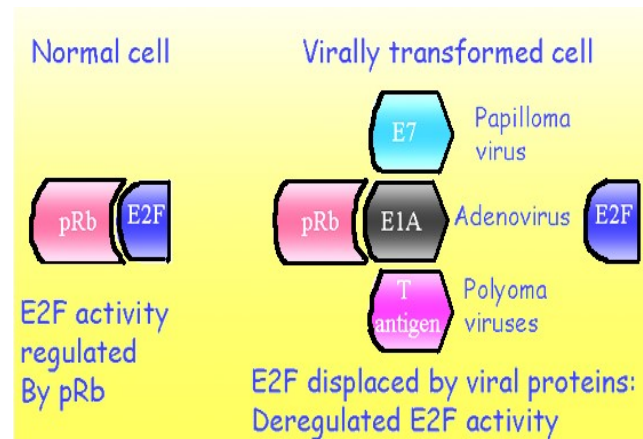 Normal cell
Virally transformed cell
E7
Papilloma
virus
pRb
E2F
pRb
E1A
Adenovirus
E2F
T
antigen
Polyoma
viruses
E2F activity
regulated
By pRb
E2F displaced by viral proteins:
Deregulated E2F activity